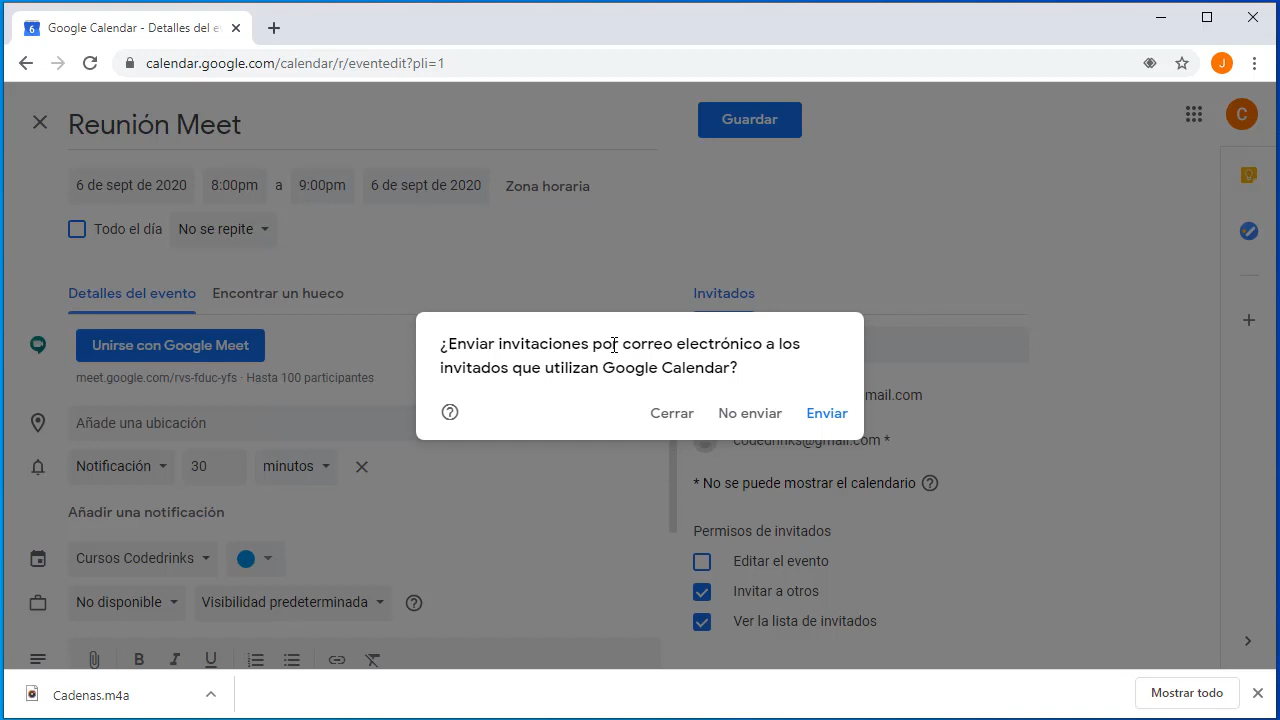 Google Calendar - Detalles del e
calendar.google.com/calendar/r/eventedit?pli=1
J
Reunión Meet
Guardar
C
6 de sept de 2020 8:00pm a 9:00pm 6 de sept de 2020 Zona horaria
Todo el día No se repite
Detalles del evento Encontrar un hueco
Invitados
Unirse con Google Meet
meet.google.com/rvs-fduc-yfs · Hasta 100 participantes
¿Enviar invitaciones por correo electrónico a los
invitados que utilizan Google Calendar?
Cerrar No enviar Enviar
mail.com
codedrinks@gmail.com *
Añade una ubicación
Notificación 30 minutos
* No se puede mostrar el calendario
Añadir una notificación
Permisos de invitados
Cursos Codedrinks
Editar el evento
No disponible Visibilidad predeterminada
Invitar a otros
Ver la lista de invitados
B I U
Cadenas.m4a
Mostrar todo